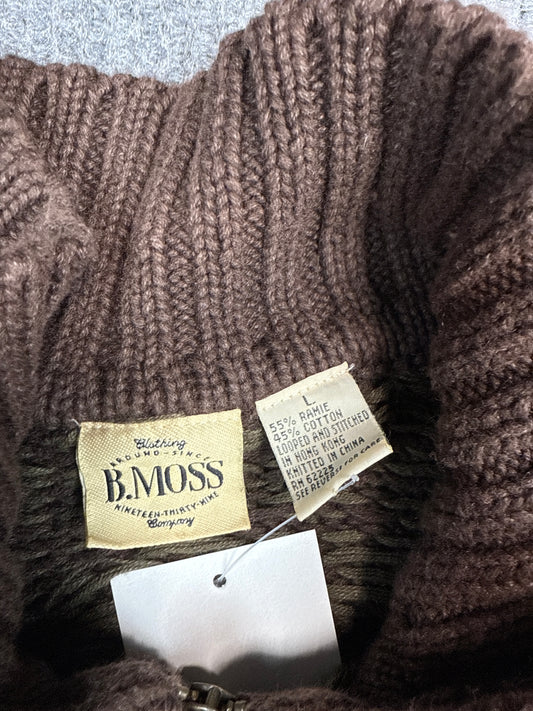 Clothing
AROUND-SINCE
B.MOSS
NINETEEN-THIRTY-NINE
Company
L
55% RAMIE
45% COTTON
LOOPED AND STITCHED
IN HONG KONG
KNITTED IN CHINA
RN 62225
SEE REVERSE FOR CARE